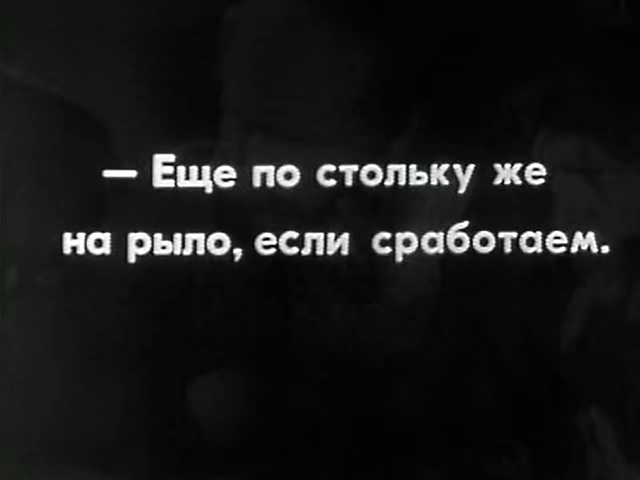 — Еще по стольку же
на рыло, если сработаем.